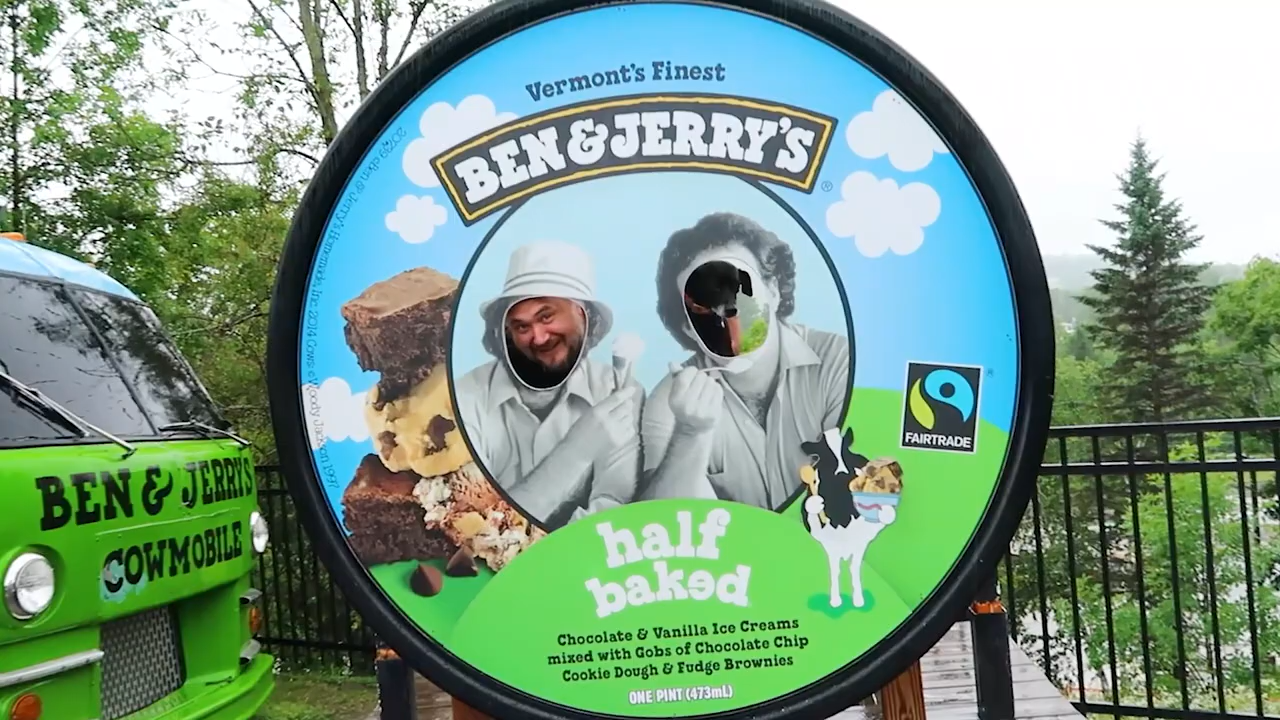 Vermont's Finest
BEN & JERRY'S
®
half
baked
Chocolate & Vanilla Ice Creams
mixed with Gobs of Chocolate Chip
Cookie Dough & Fudge Brownies
ONE PINT (473mL)
FAIRTRADE
®
BEN & JERRY'S
COWMOBILE